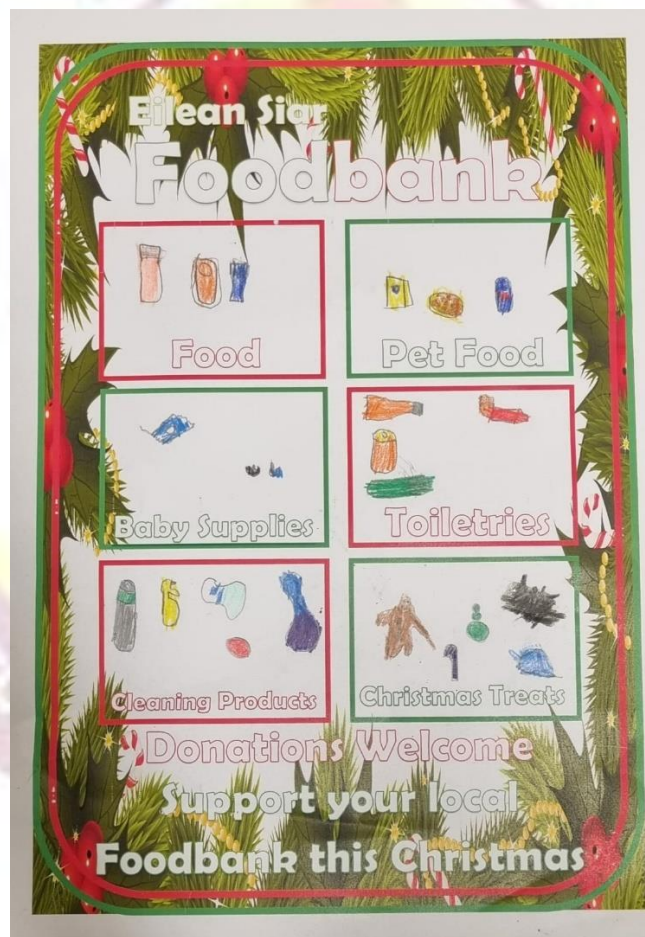 Eilean Siar
Foodbank
Food
Pet Food
Baby Supplies
Toiletries
Cleaning Products
Christmas Treats
Donations Welcome
Support your local
Foodbank this Christmas